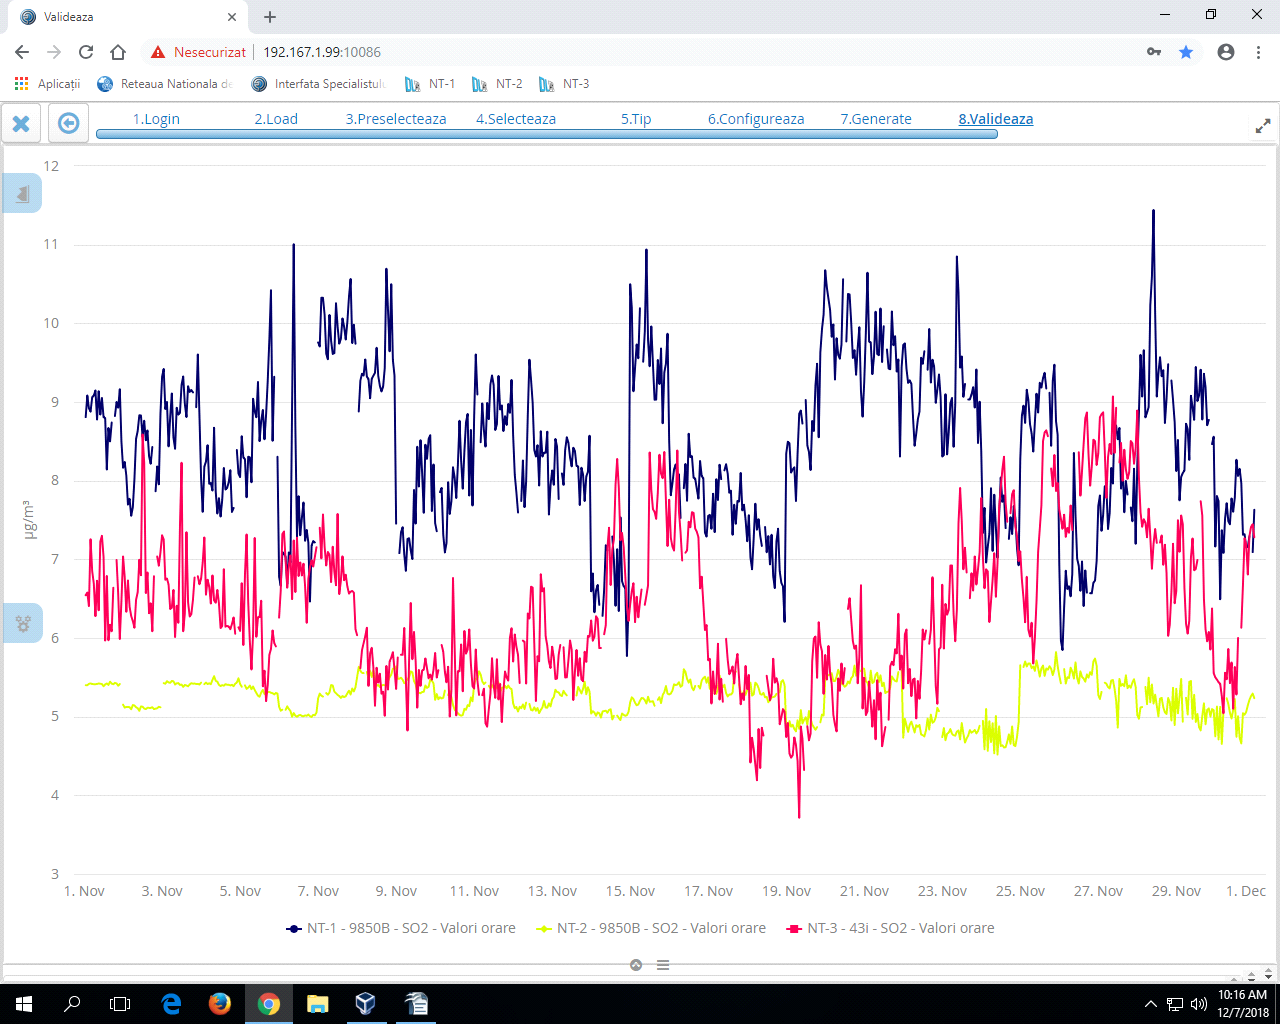 Valideaza
Nesecurizat
192.167.1.99:10086
Aplicații
Reteaua Nationala de
Interfata Specialistulu
NT-1
NT-2
NT-3
1.Login
2.Load
3.Preselecteaza
4.Selecteaza
5.Tip
6.Configureaza
7.Generate
8.Valideaza
12
11
10
9
8
7
6
5
4
3
µg/m³
1. Nov
3. Nov
5. Nov
7. Nov
9. Nov
11. Nov
13. Nov
15. Nov
17. Nov
19. Nov
21. Nov
23. Nov
25. Nov
27. Nov
29. Nov
1. Dec
NT-1 - 9850B - SO2 - Valori orare
NT-2 - 9850B - SO2 - Valori orare
NT-3 - 43i - SO2 - Valori orare
10:16 AM
12/7/2018